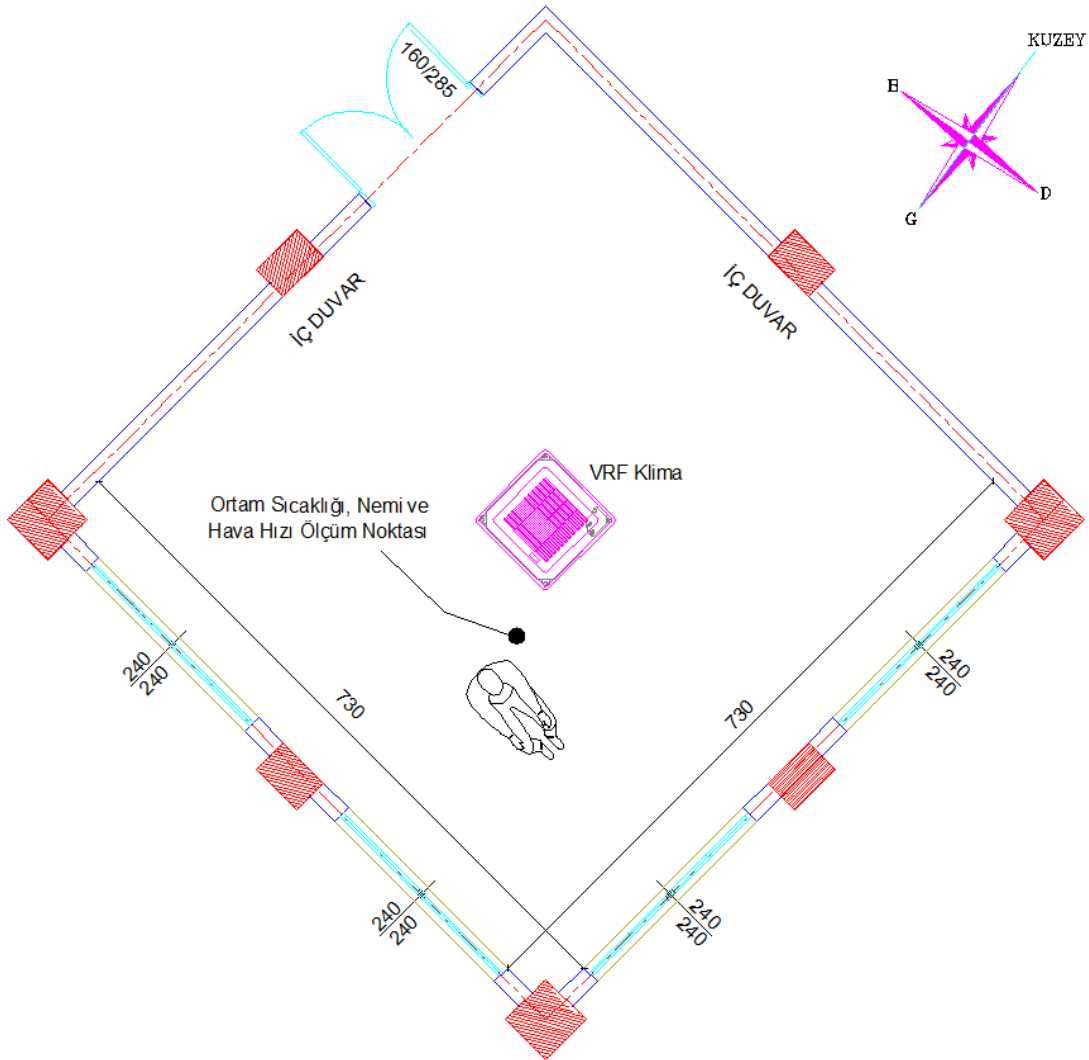 160/285
KUZEY
B
D
G
İÇ DUVAR
İÇ DUVAR
VRF Klima
Ortam Sıcaklığı, Nemi ve
Hava Hızı Ölçüm Noktası
240
240
730
730
240
240
240
240
240
240